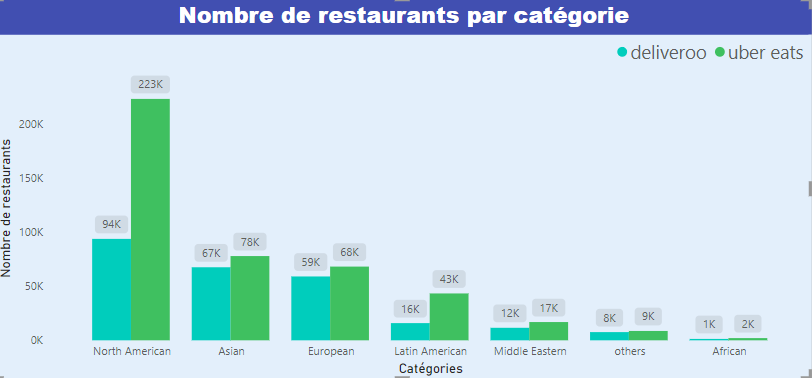 Nombre de restaurants par catégorie
deliveroo uber eats
Nombre de restaurants
200K
150K
100K
50K
0K
94K 223K
67K 78K
59K 68K
16K 43K
12K 17K
8K 9K
1K 2K
North American Asian European Latin American Middle Eastern others African
Catégories